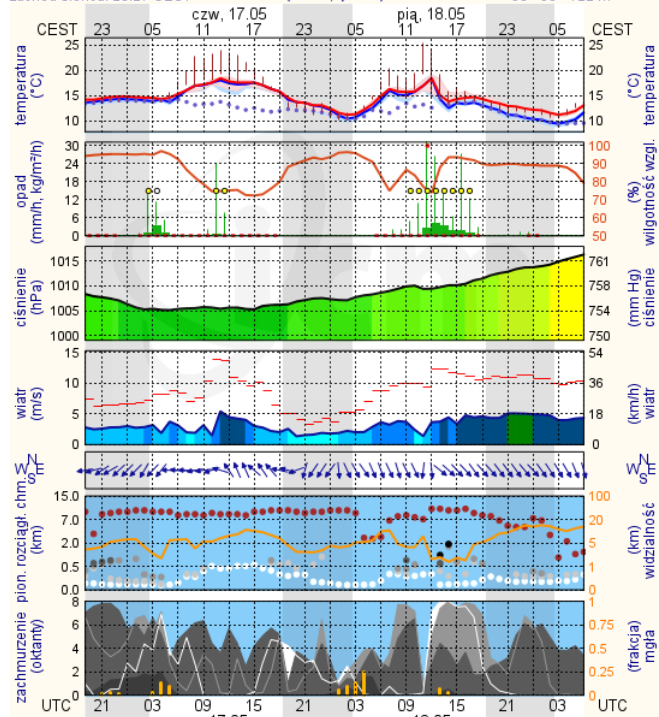 czw, 17.05 pią, 18.05
CEST 23 05 11 17 23 05 11 17 23 05 CEST
temperatura (°C) 25 20 15 10 25 20 15 10 temperatura (°C)
opad (mm/h, kg/m²/h) 30 24 18 12 6 0 100 90 80 70 60 50 (%) wilgotność wzgl.
ciśnienie (hPa) 1015 1010 1005 1000 761 758 754 750 (mm Hg) ciśnienie
wiatr (m/s) 15 10 5 0 54 36 18 0 (km/h) wiatr
N W E S N W E S
pion. rozciągł. chm. (km) 15.0 7.0 2.0 0.5 0.0 100 20 5 1 0 (km) widzialność
zachmurzenie (oktanty) 8 6 4 2 0 1 0.75 0.5 0.25 0 (frakcja) mgła
UTC 21 03 09 15 21 03 09 15 21 03 UTC